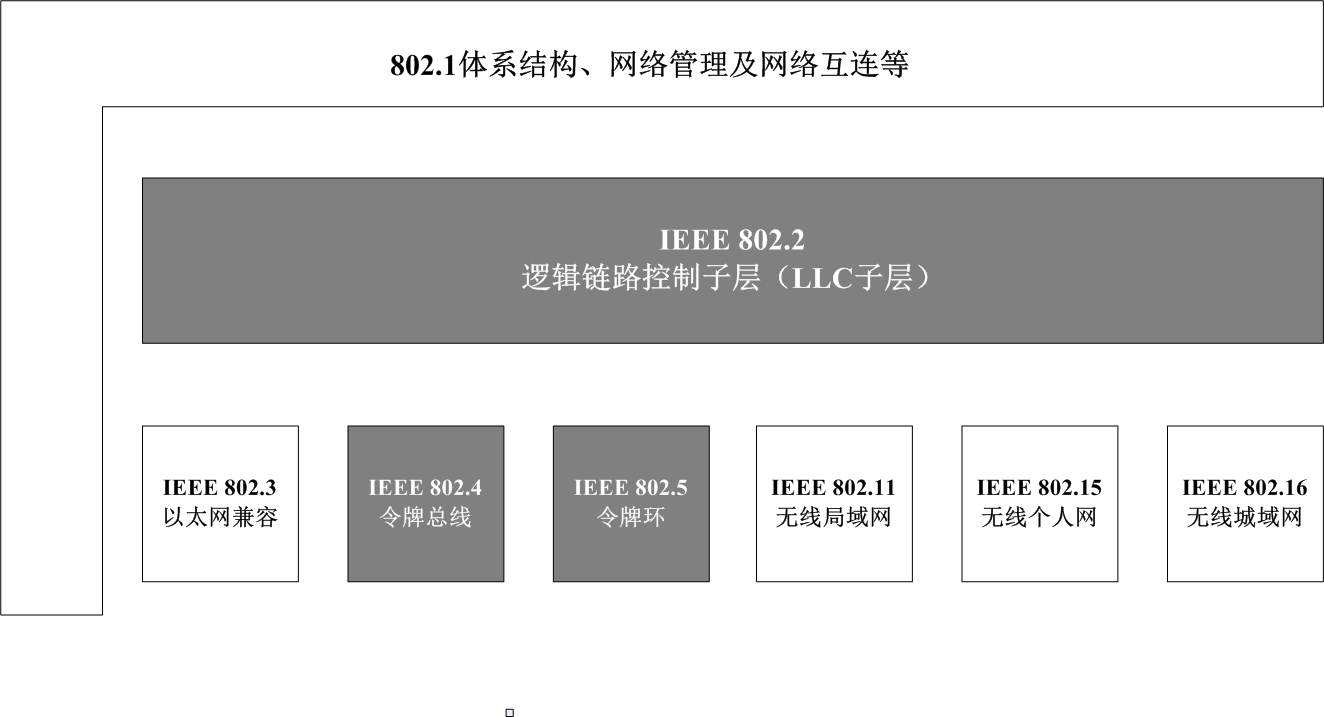 802.1体系结构、网络管理及网络互连等
IEEE 802.2
逻辑链路控制子层（LLC子层）
IEEE 802.3
以太网兼容
IEEE 802.4
令牌总线
IEEE 802.5
令牌环
IEEE 802.11
无线局域网
IEEE 802.15
无线个人网
IEEE 802.16
无线城域网